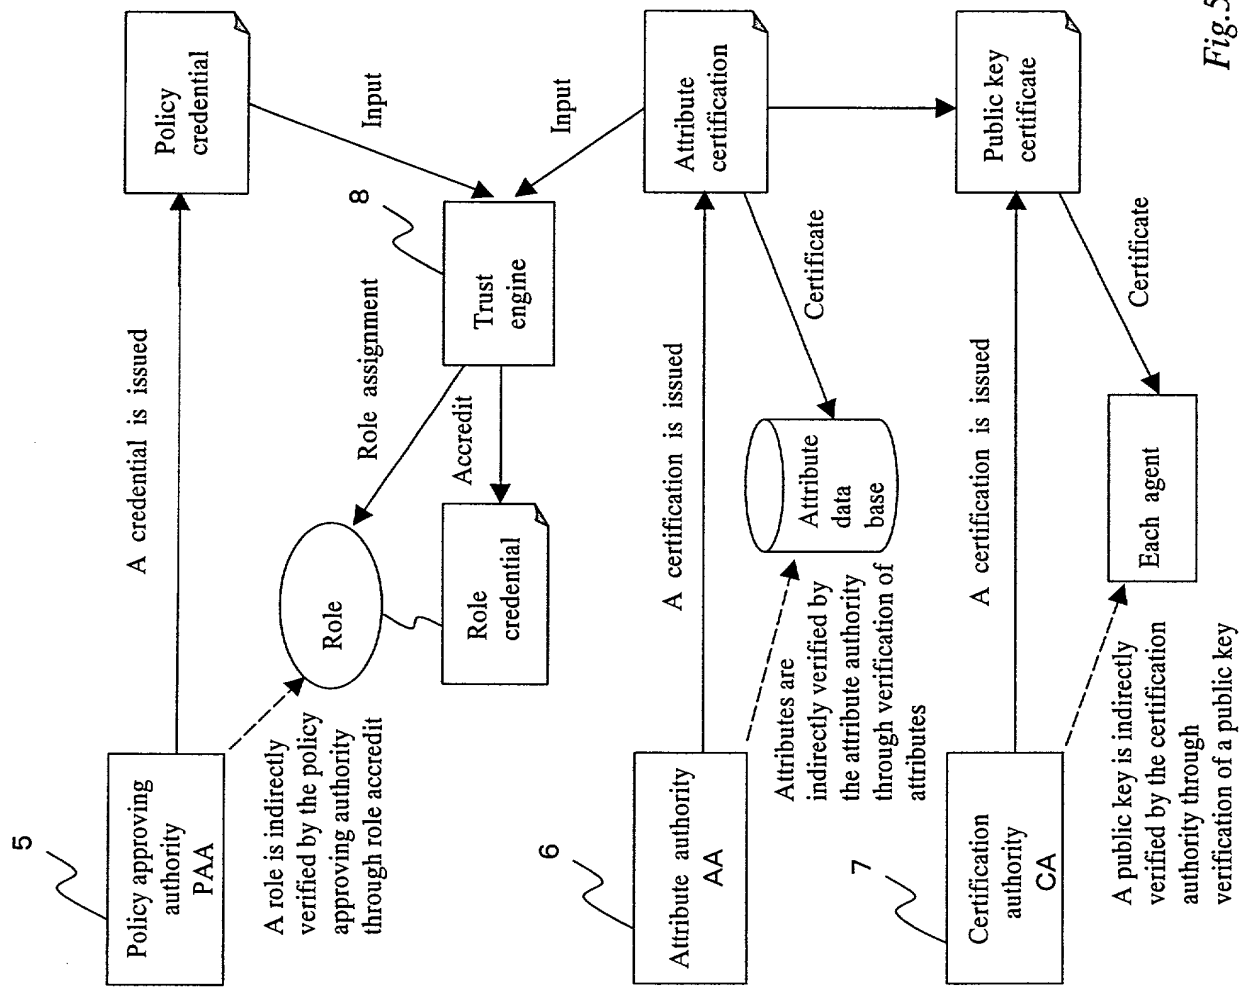 5
Policy approving
authority
PAA
A credential is issued
Policy
credential
A role is indirectly
verified by the policy
approving authority
through role accredit
Role
Role assignment
Accredit
Role
credential
8
Trust
engine
Input
Input
6
Attribute authority
AA
A certification is issued
Attribute
certification
Attributes are
indirectly verified by
the attribute authority
through verification of
attributes
Attribute
data
base
Certificate
7
Certification
authority
CA
A certification is issued
Public key
certificate
A public key is indirectly
verified by the certification
authority through
verification of a public key
Each agent
Certificate
Fig.5